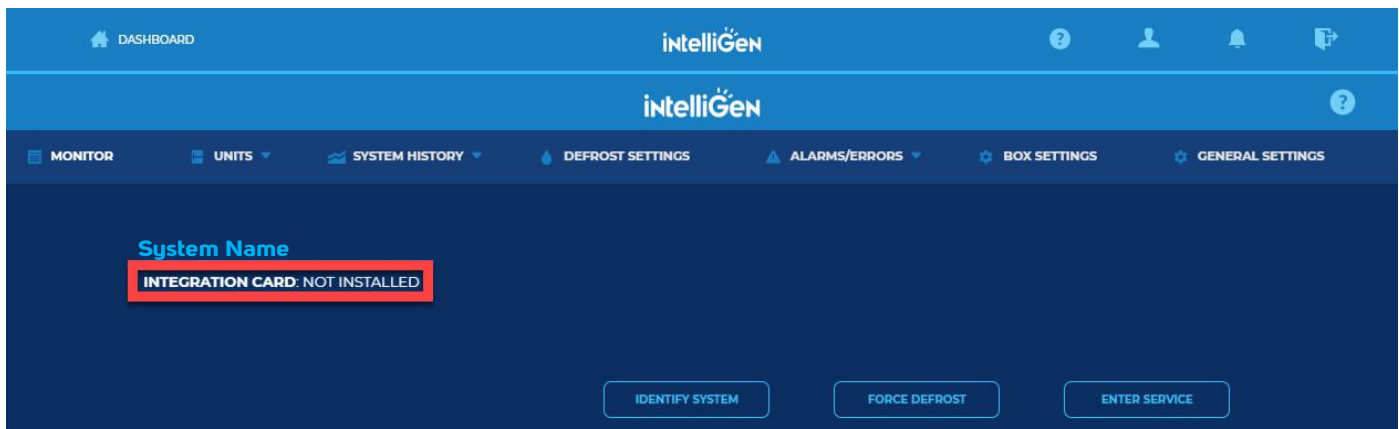 DASHBOARD intelliGen ?
intelliGen ?
MONITOR UNITS SYSTEM HISTORY DEFROST SETTINGS ALARMS/ERRORS BOX SETTINGS GENERAL SETTINGS
System Name
INTEGRATION CARD: NOT INSTALLED
IDENTIFY SYSTEM FORCE DEFROST ENTER SERVICE